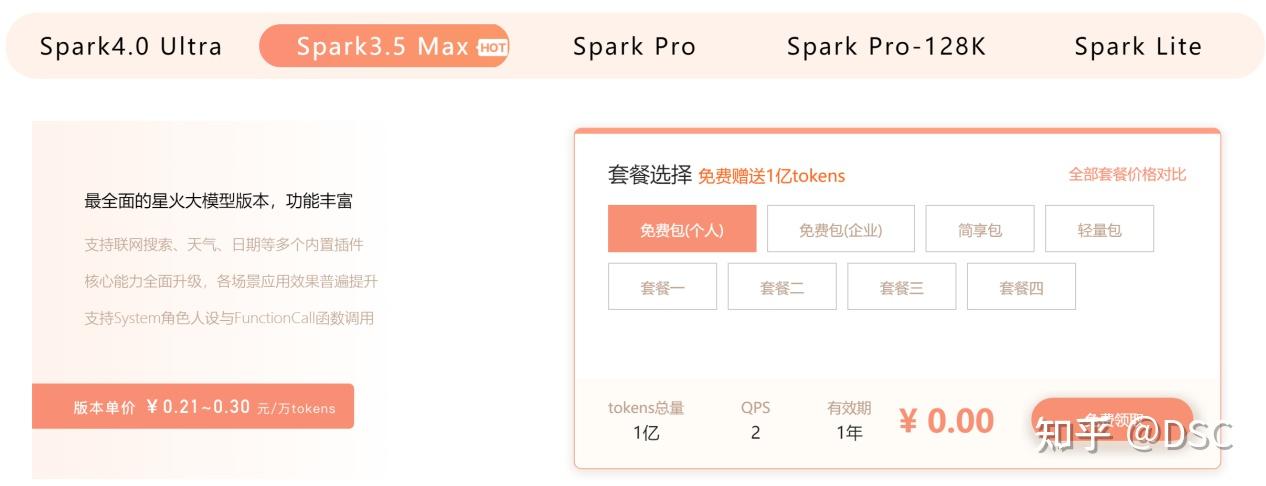 Spark4.0 Ultra
Spark3.5 Max HOT
Spark Pro
Spark Pro-128K
Spark Lite
最全面的星火大模型版本，功能丰富
支持联网搜索、天气、日期等多个内置插件
核心能力全面升级，各场景应用效果普遍提升
支持System角色人设与FunctionCall函数调用
版本单价 ¥0.21~0.30 元/万tokens
套餐选择 免费赠送1亿tokens
全部套餐价格对比
免费包(个人)
免费包(企业)
简享包
轻量包
套餐一
套餐二
套餐三
套餐四
tokens总量
1亿
QPS
2
有效期
1年
¥ 0.00
免费领取
知乎 @DSC